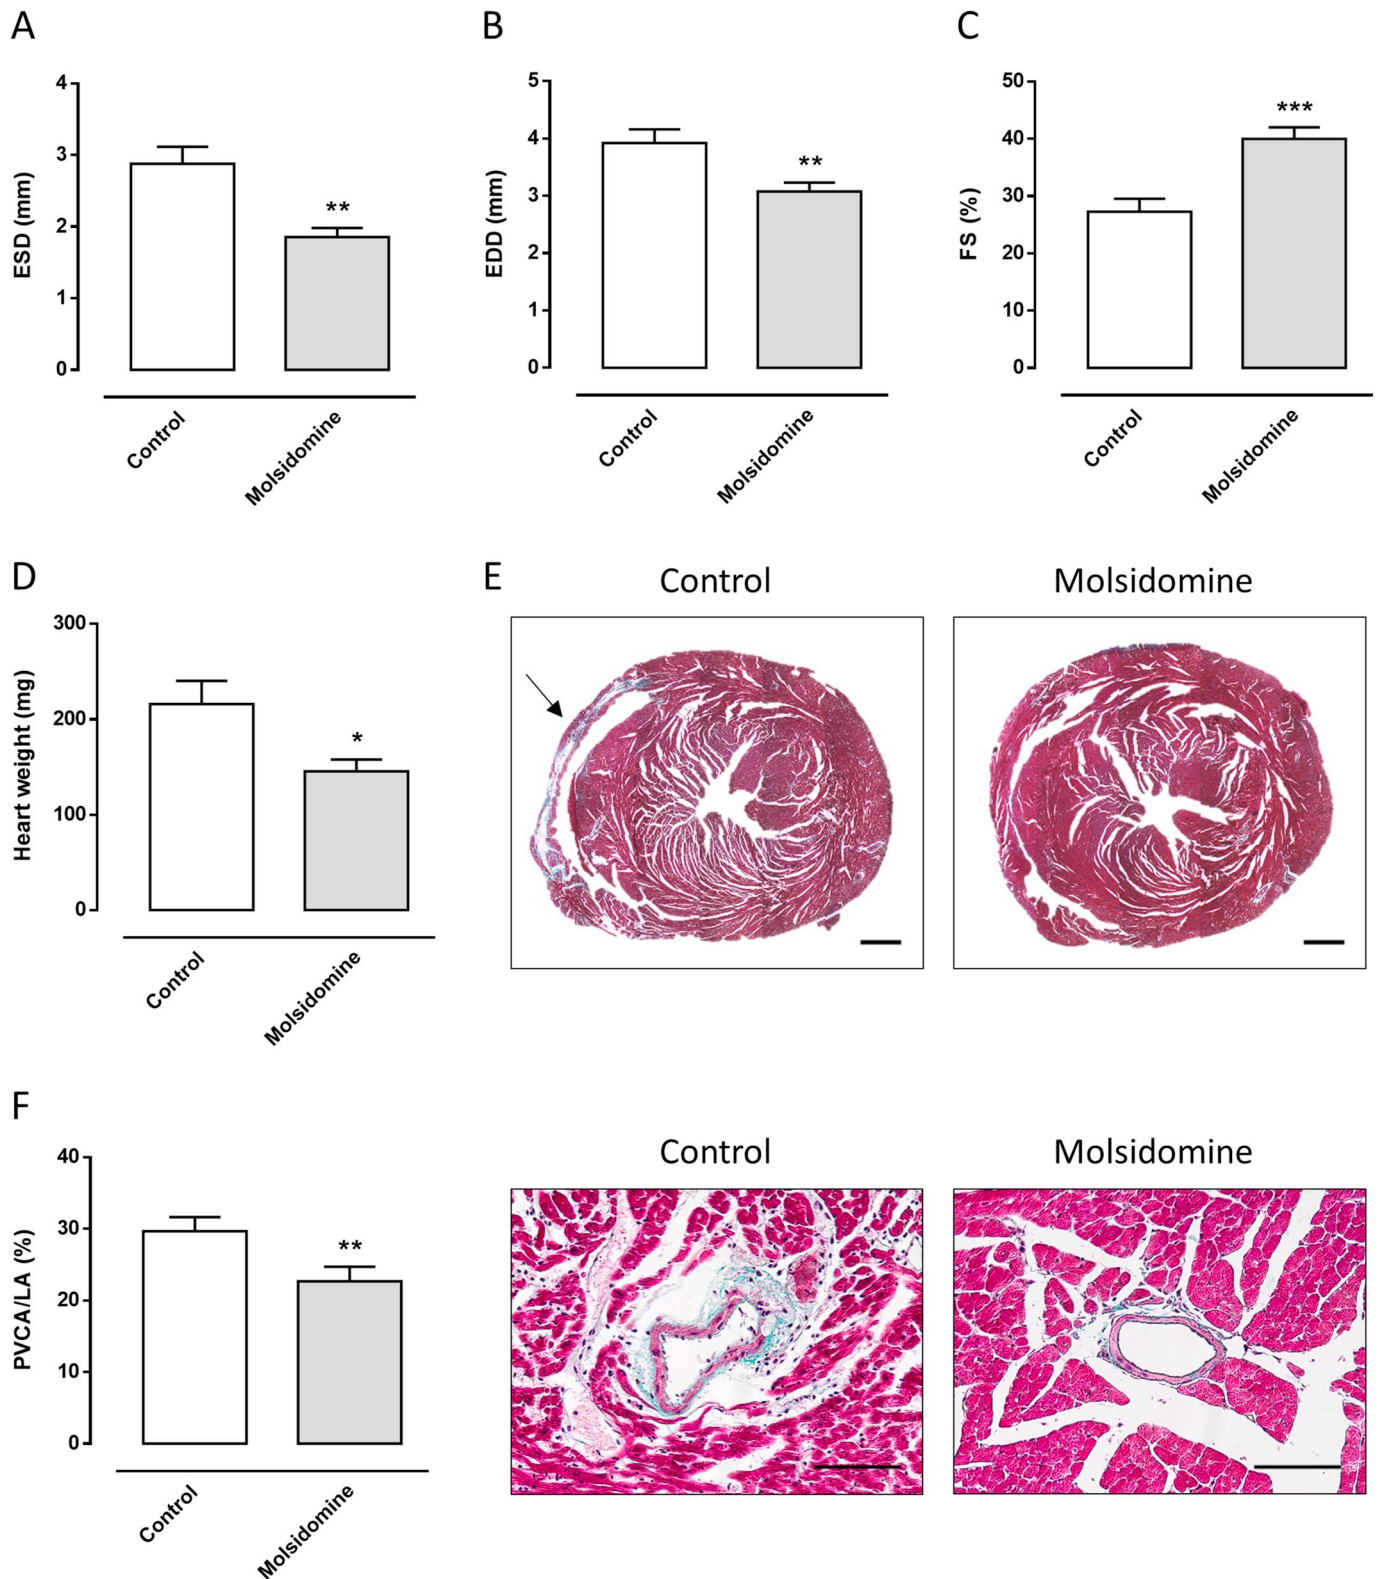 A
B
C
4
3
2
1
0
ESD (mm)
**
Control
Molsidomine
5
4
3
2
1
0
EDD (mm)
**
Control
Molsidomine
50
40
30
20
10
0
FS (%)
***
Control
Molsidomine
D
E
300
200
100
0
Heart weight (mg)
*
Control
Molsidomine
Control
Molsidomine
F
40
30
20
10
0
PVCA/LA (%)
**
Control
Molsidomine
Control
Molsidomine